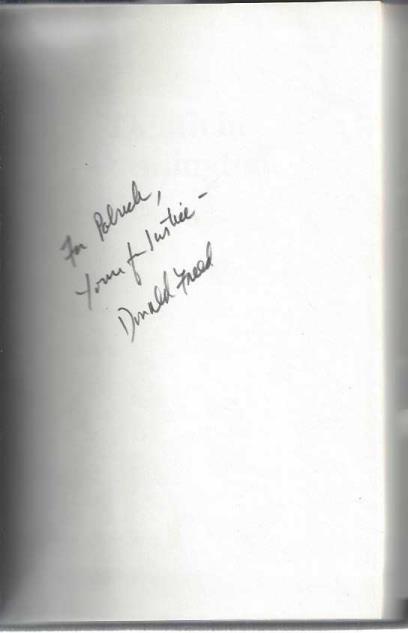 For Patrick,
Yours for Justice –
Donald Freed